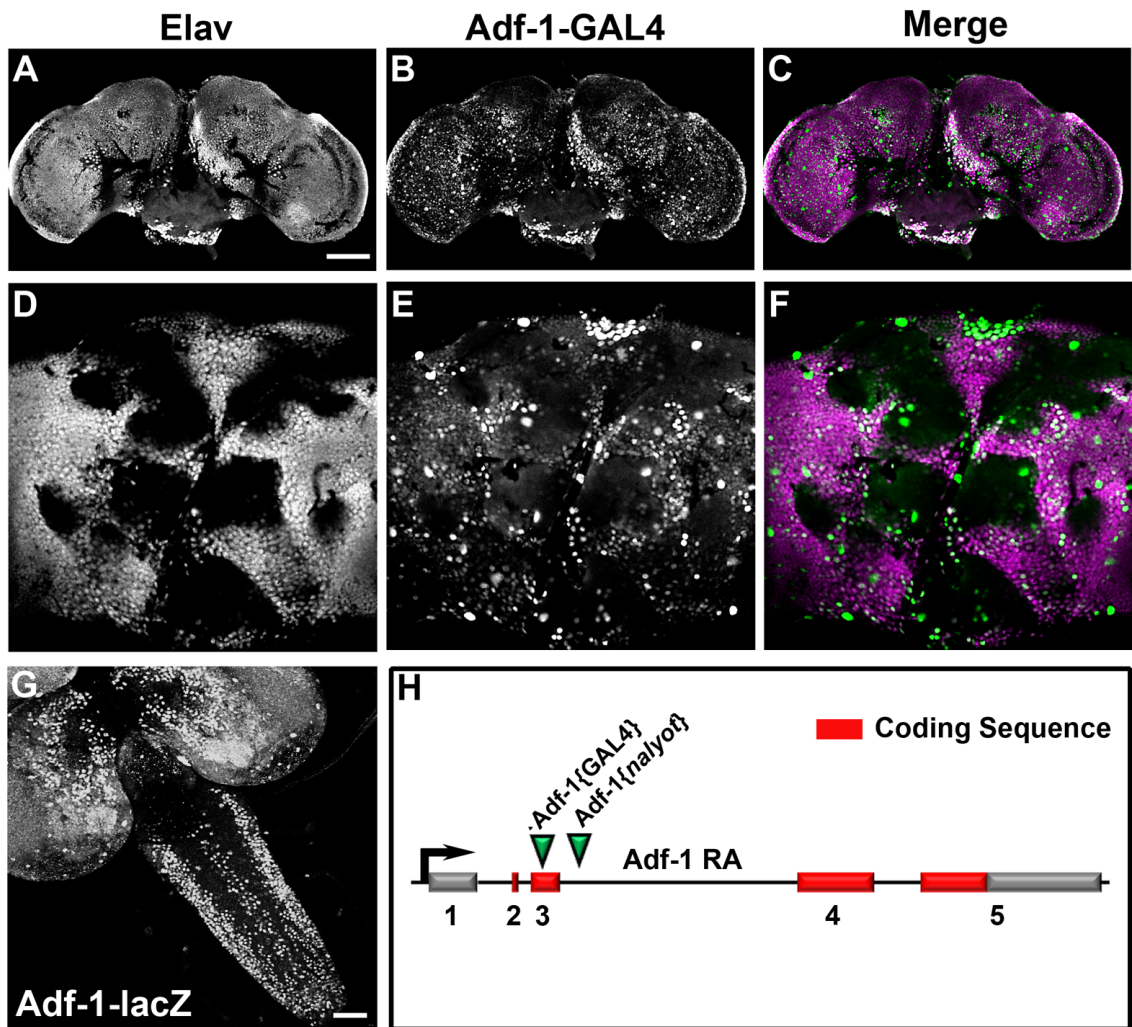 Elav Adf-1-GAL4 Merge
A B C
D E F
G
Adf-1-lacZ
H
Coding Sequence
Adf-1{GAL4}
Adf-1{nalyot}
Adf-1 RA
1 2 3 4 5